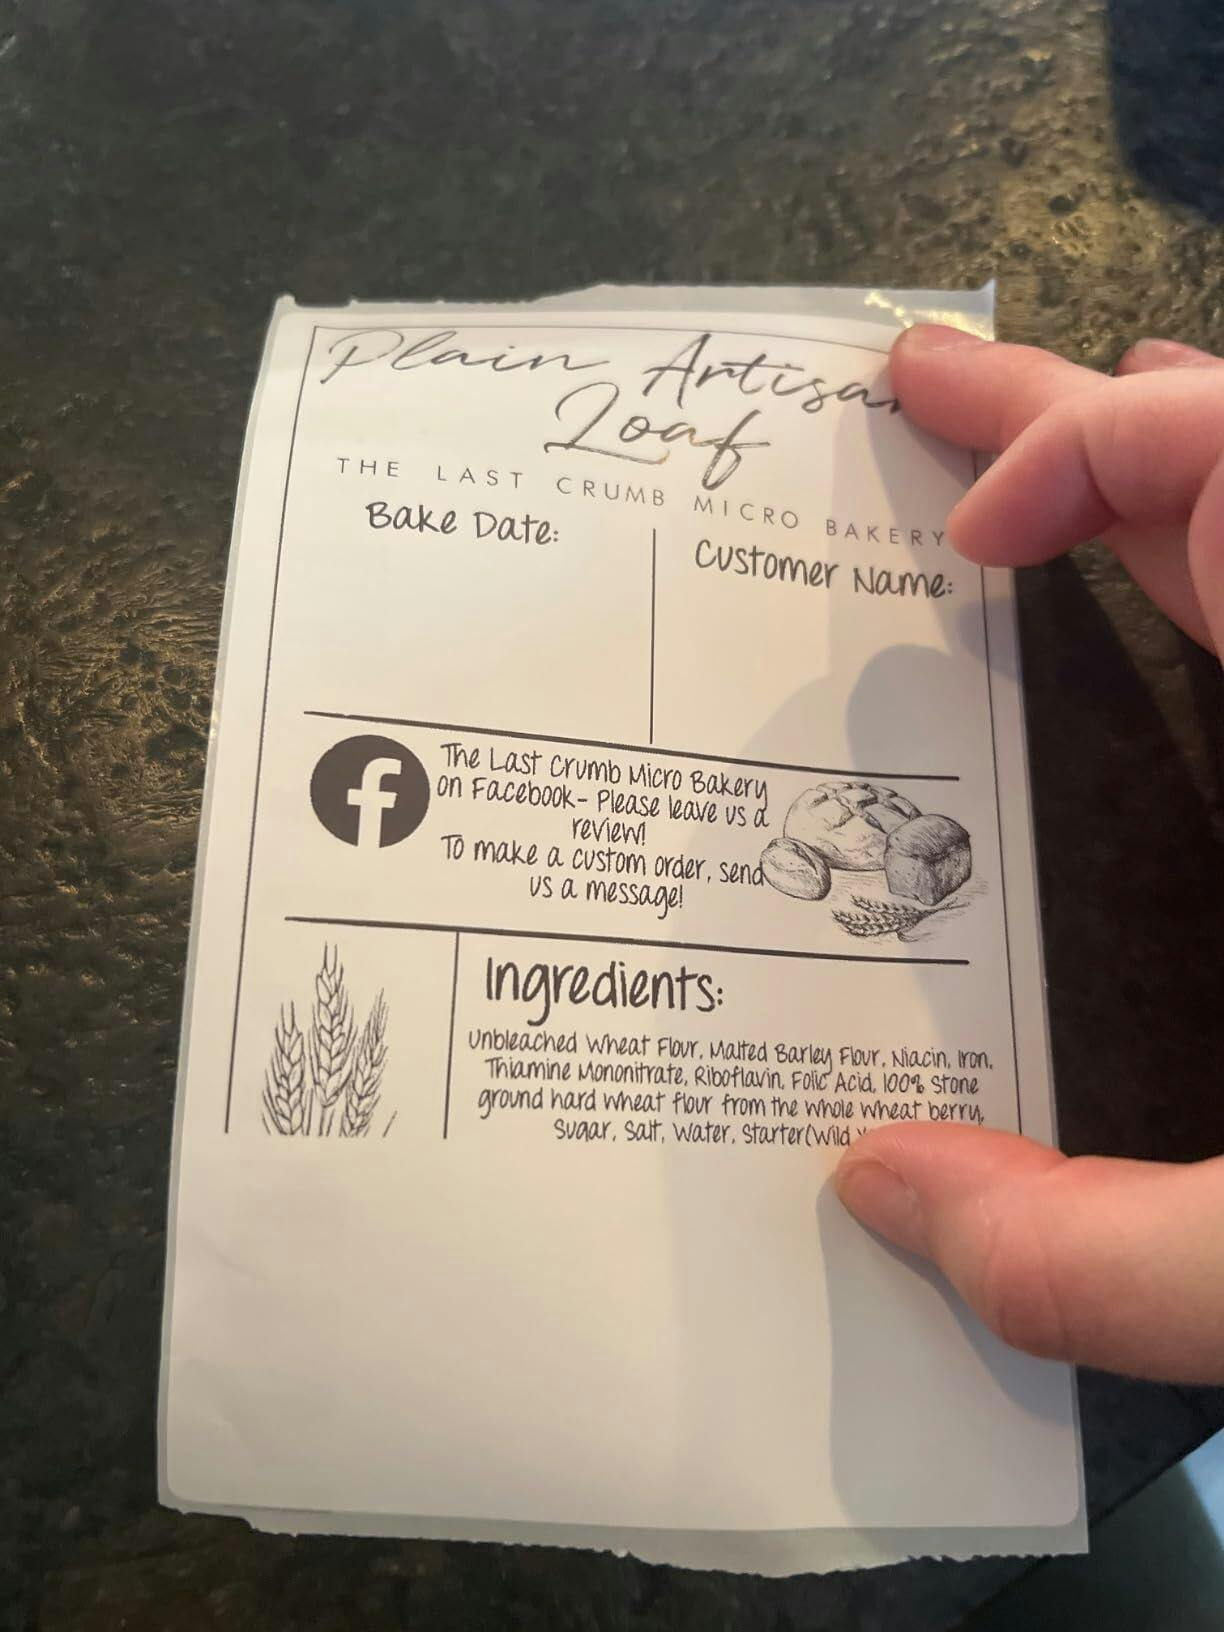 Plain Artisan
Loaf
THE LAST CRUMB MICRO BAKERY
Bake Date:
Customer Name:
The Last Crumb Micro Bakery
on Facebook- Please leave us a
review!
To make a custom order, send
us a message!
Ingredients:
Unbleached Wheat Flour, Malted Barley Flour, Niacin, Iron,
Thiamine Mononitrate, Riboflavin, Folic Acid, 100% Stone
ground hard wheat flour from the whole wheat berry,
Sugar, Salt, Water, Starter(Wild